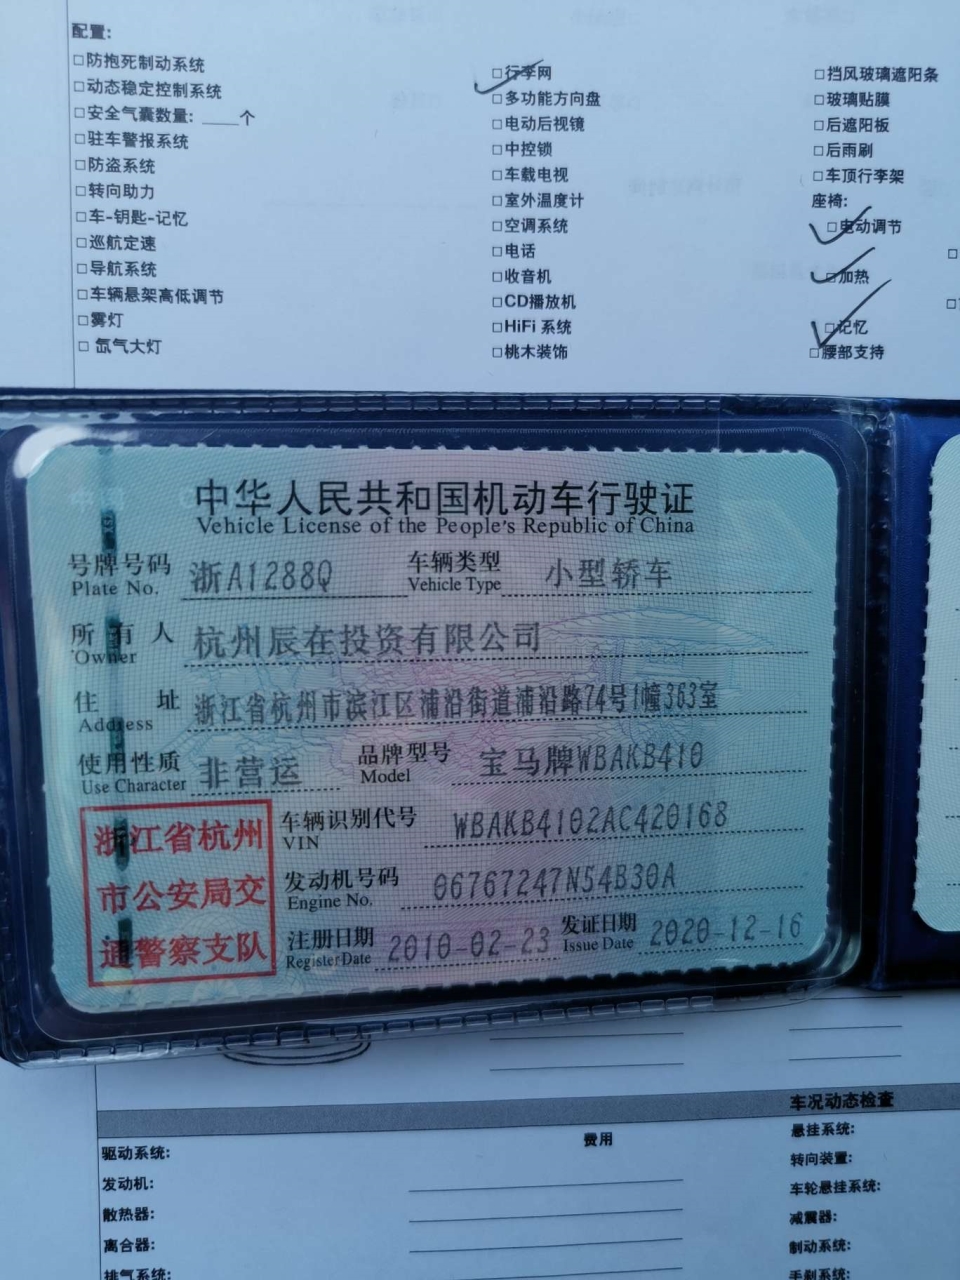 配置:
□防抱死制动系统
□动态稳定控制系统
□安全气囊数量: ____个
□驻车警报系统
□防盗系统
□转向助力
□车-钥匙-记忆
□巡航定速
□导航系统
□车辆悬架高低调节
□雾灯
□ 氙气大灯
□行李网
□多功能方向盘
□电动后视镜
□中控锁
□车载电视
□室外温度计
□空调系统
□电话
□收音机
□CD播放机
□HiFi 系统
□桃木装饰
□挡风玻璃遮阳条
□玻璃贴膜
□后遮阳板
□后雨刷
□车顶行李架
座椅:
□电动调节
□加热
□记忆
□腰部支持
中华人民共和国机动车行驶证
Vehicle License of the People's Republic of China
号牌号码 浙A1288Q 车辆类型 小型轿车
Plate No. Vehicle Type
所有人 杭州辰在投资有限公司
Owner
住址 浙江省杭州市滨江区浦沿街道浦沿路74号1幢363室
Address
使用性质 非营运 品牌型号 宝马牌WBAKB410
Use Character Model
浙江省杭州
市公安局交
通警察支队
车辆识别代号 WBAKB4102AC420168
VIN
发动机号码 06767247N54B30A
Engine No.
注册日期 2010-02-23 发证日期 2020-12-16
Register Date Issue Date
车况动态检查
驱动系统: 费用
发动机:
散热器:
离合器:
排气系统:
悬挂系统:
转向装置:
车轮悬挂系统:
减震器:
制动系统:
手刹系统: